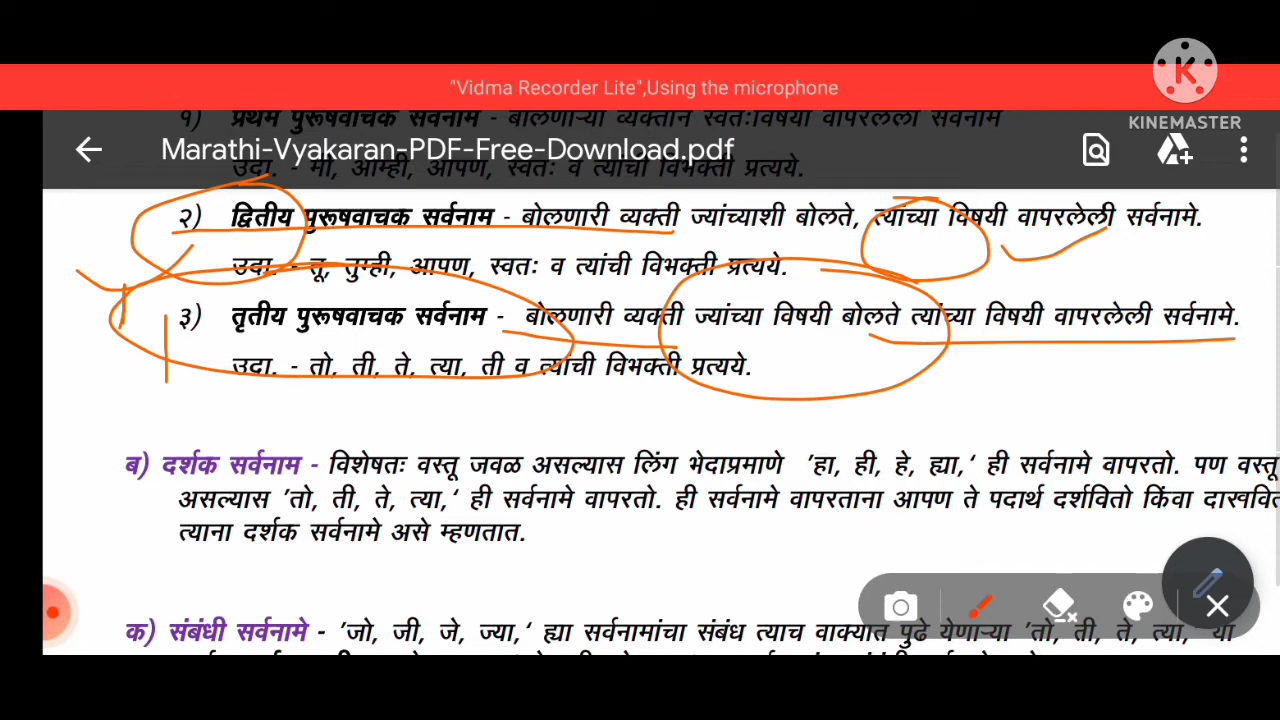 "Vidma Recorder Lite",Using the microphone
KINEMASTER
१) प्रथम पुरूषवाचक सर्वनाम - बोलणाऱ्या व्यक्तीने स्वतःविषयी वापरलेली सर्वनामे
Marathi-Vyakaran-PDF-Free-Download.pdf
उदा. - मी, आम्ही, आपण, स्वतः व त्यांची विभक्ती प्रत्यये.
२) द्वितीय पुरूषवाचक सर्वनाम - बोलणारी व्यक्ती ज्यांच्याशी बोलते, त्यांच्या विषयी वापरलेली सर्वनामे.
उदा. - तू, तुम्ही, आपण, स्वतः व त्यांची विभक्ती प्रत्यये.
३) तृतीय पुरूषवाचक सर्वनाम - बोलणारी व्यक्ती ज्यांच्या विषयी बोलते त्यांच्या विषयी वापरलेली सर्वनामे.
उदा. - तो, ती, ते, त्या, ती व त्यांची विभक्ती प्रत्यये.
ब) दर्शक सर्वनाम - विशेषतः वस्तू जवळ असल्यास लिंग भेदाप्रमाणे 'हा, ही, हे, ह्या,' ही सर्वनामे वापरतो. पण वस्तू
असल्यास 'तो, ती, ते, त्या,' ही सर्वनामे वापरतो. ही सर्वनामे वापरताना आपण ते पदार्थ दर्शवितो किंवा दाखवित
त्याना दर्शक सर्वनामे असे म्हणतात.
क) संबंधी सर्वनामे - 'जो, जी, जे, ज्या,' ह्या सर्वनामांचा संबंध त्याच वाक्यात पुढे येणाऱ्या 'तो, ती, ते, त्या,